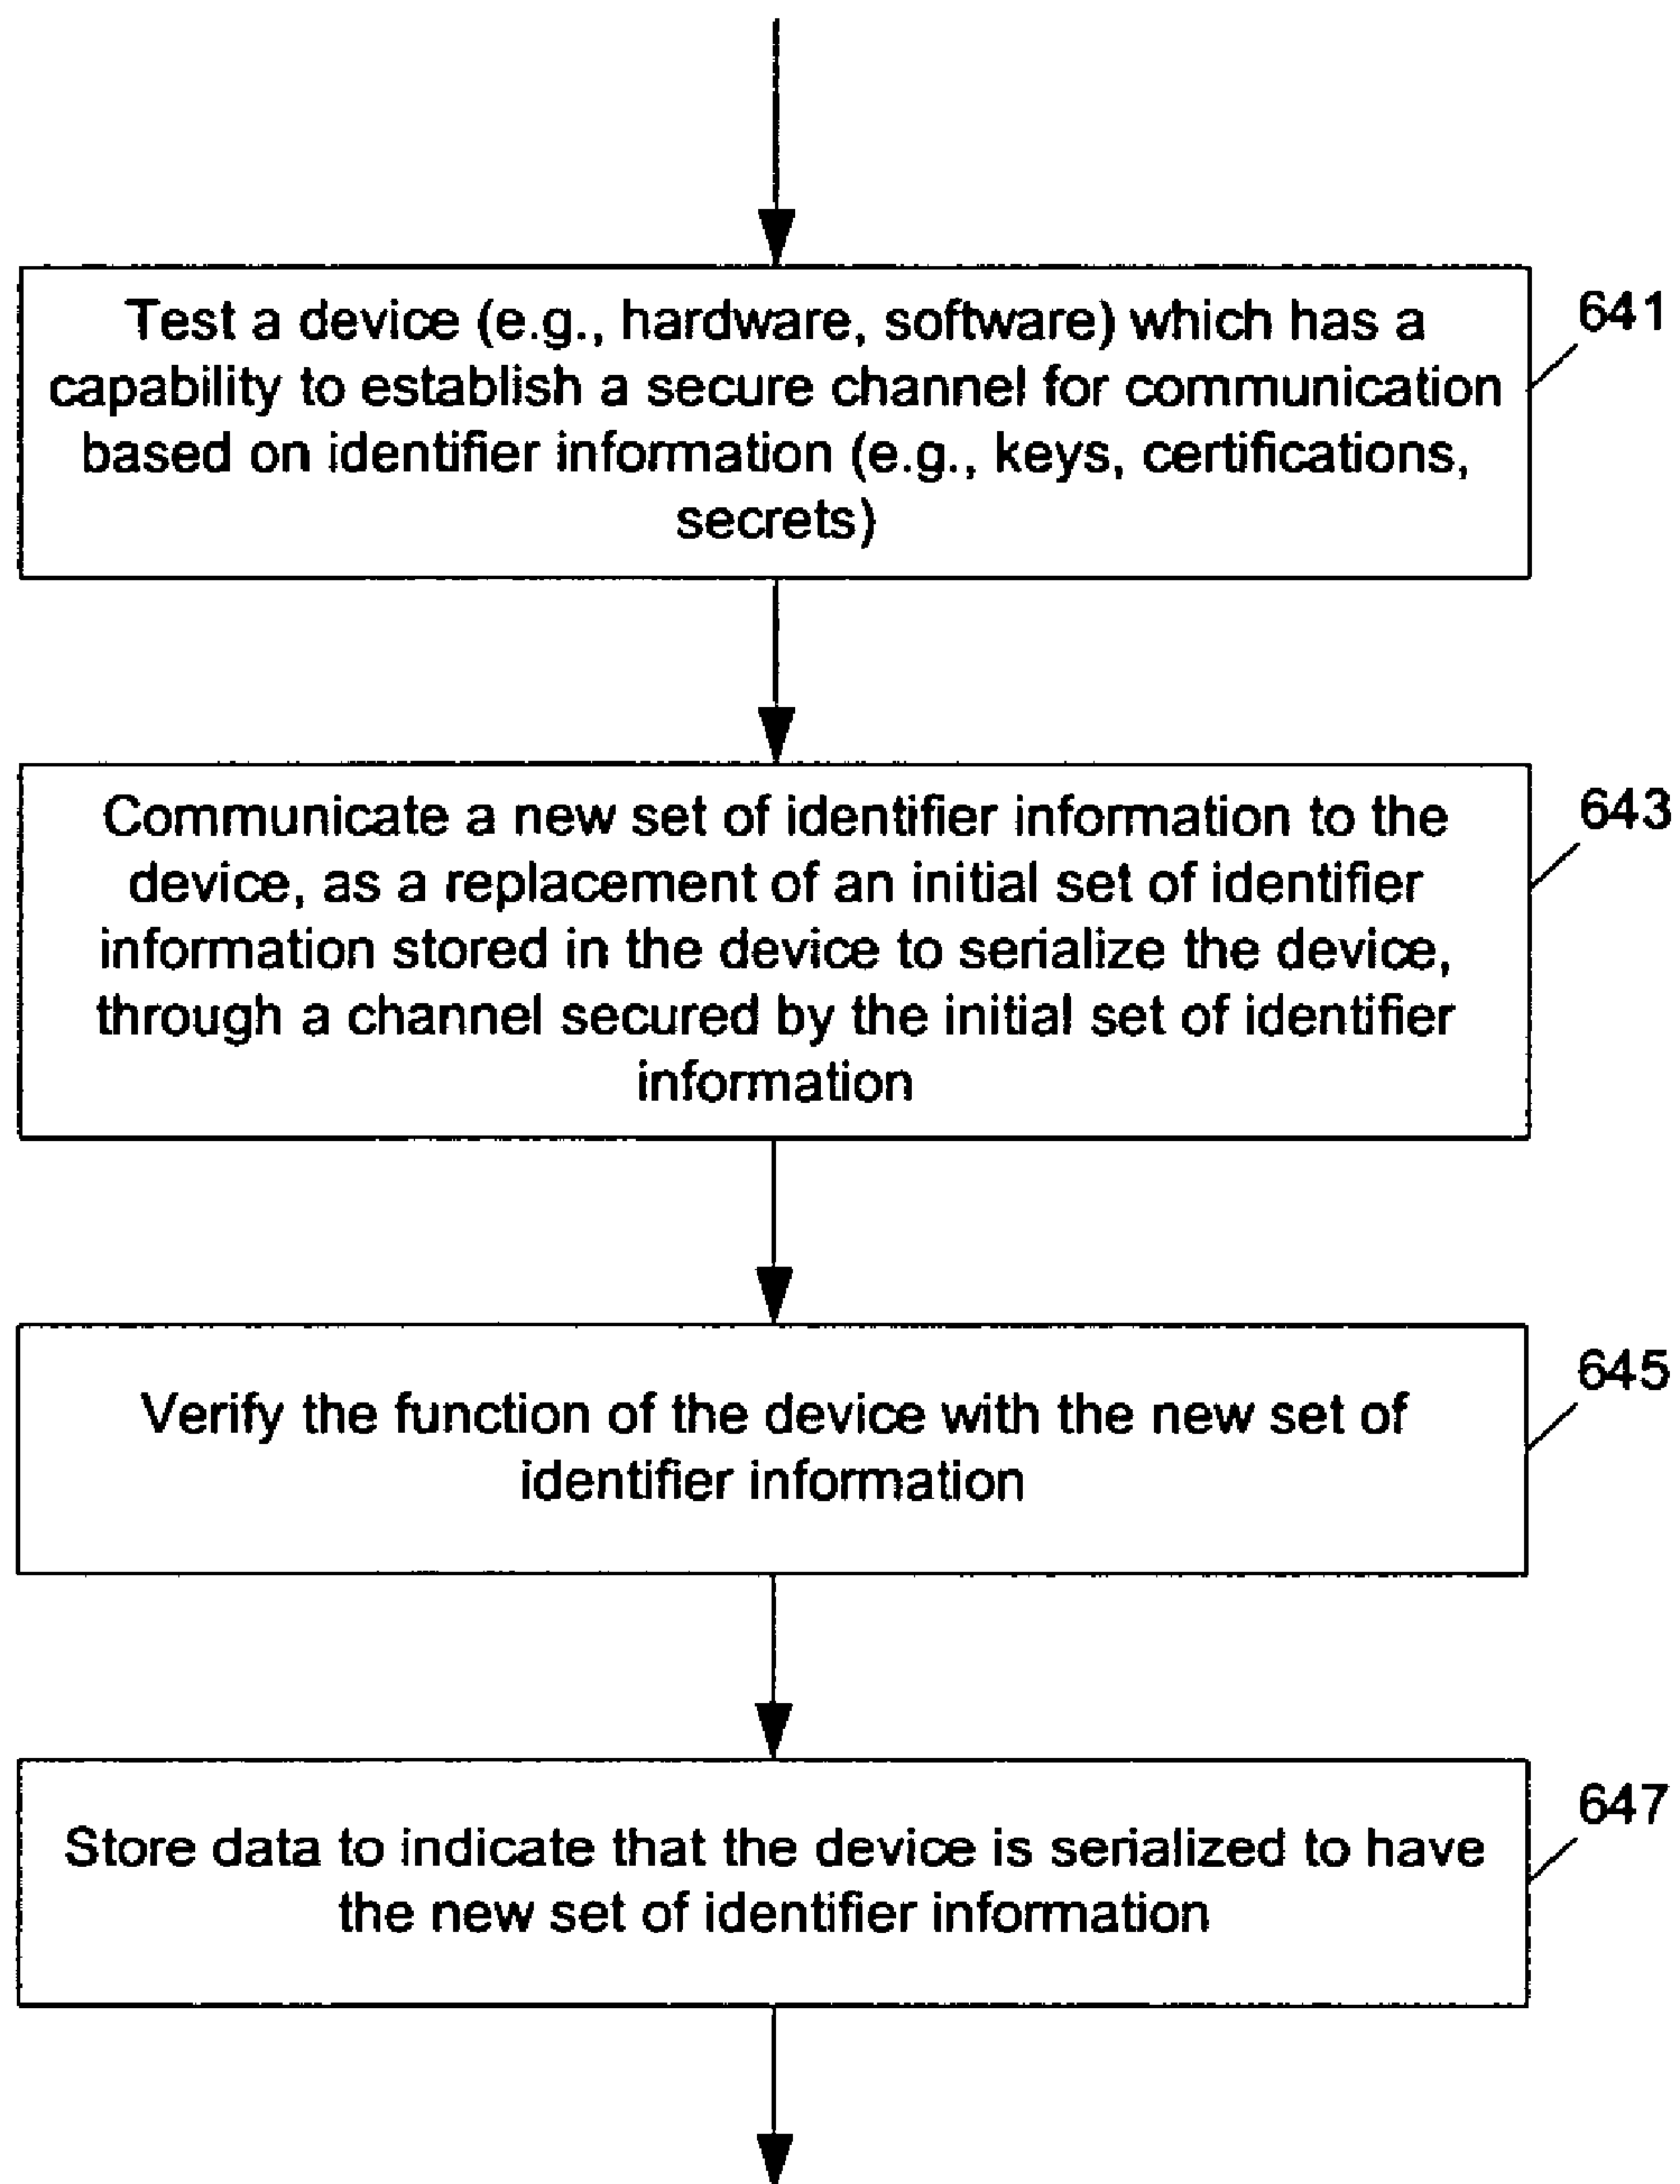 Test a device (e.g., hardware, software) which has a
capability to establish a secure channel for communication
based on identifier information (e.g., keys, certifications,
secrets)
641
Communicate a new set of identifier information to the
device, as a replacement of an initial set of identifier
information stored in the device to serialize the device,
through a channel secured by the initial set of identifier
information
643
Verify the function of the device with the new set of
identifier information
645
Store data to indicate that the device is serialized to have
the new set of identifier information
647